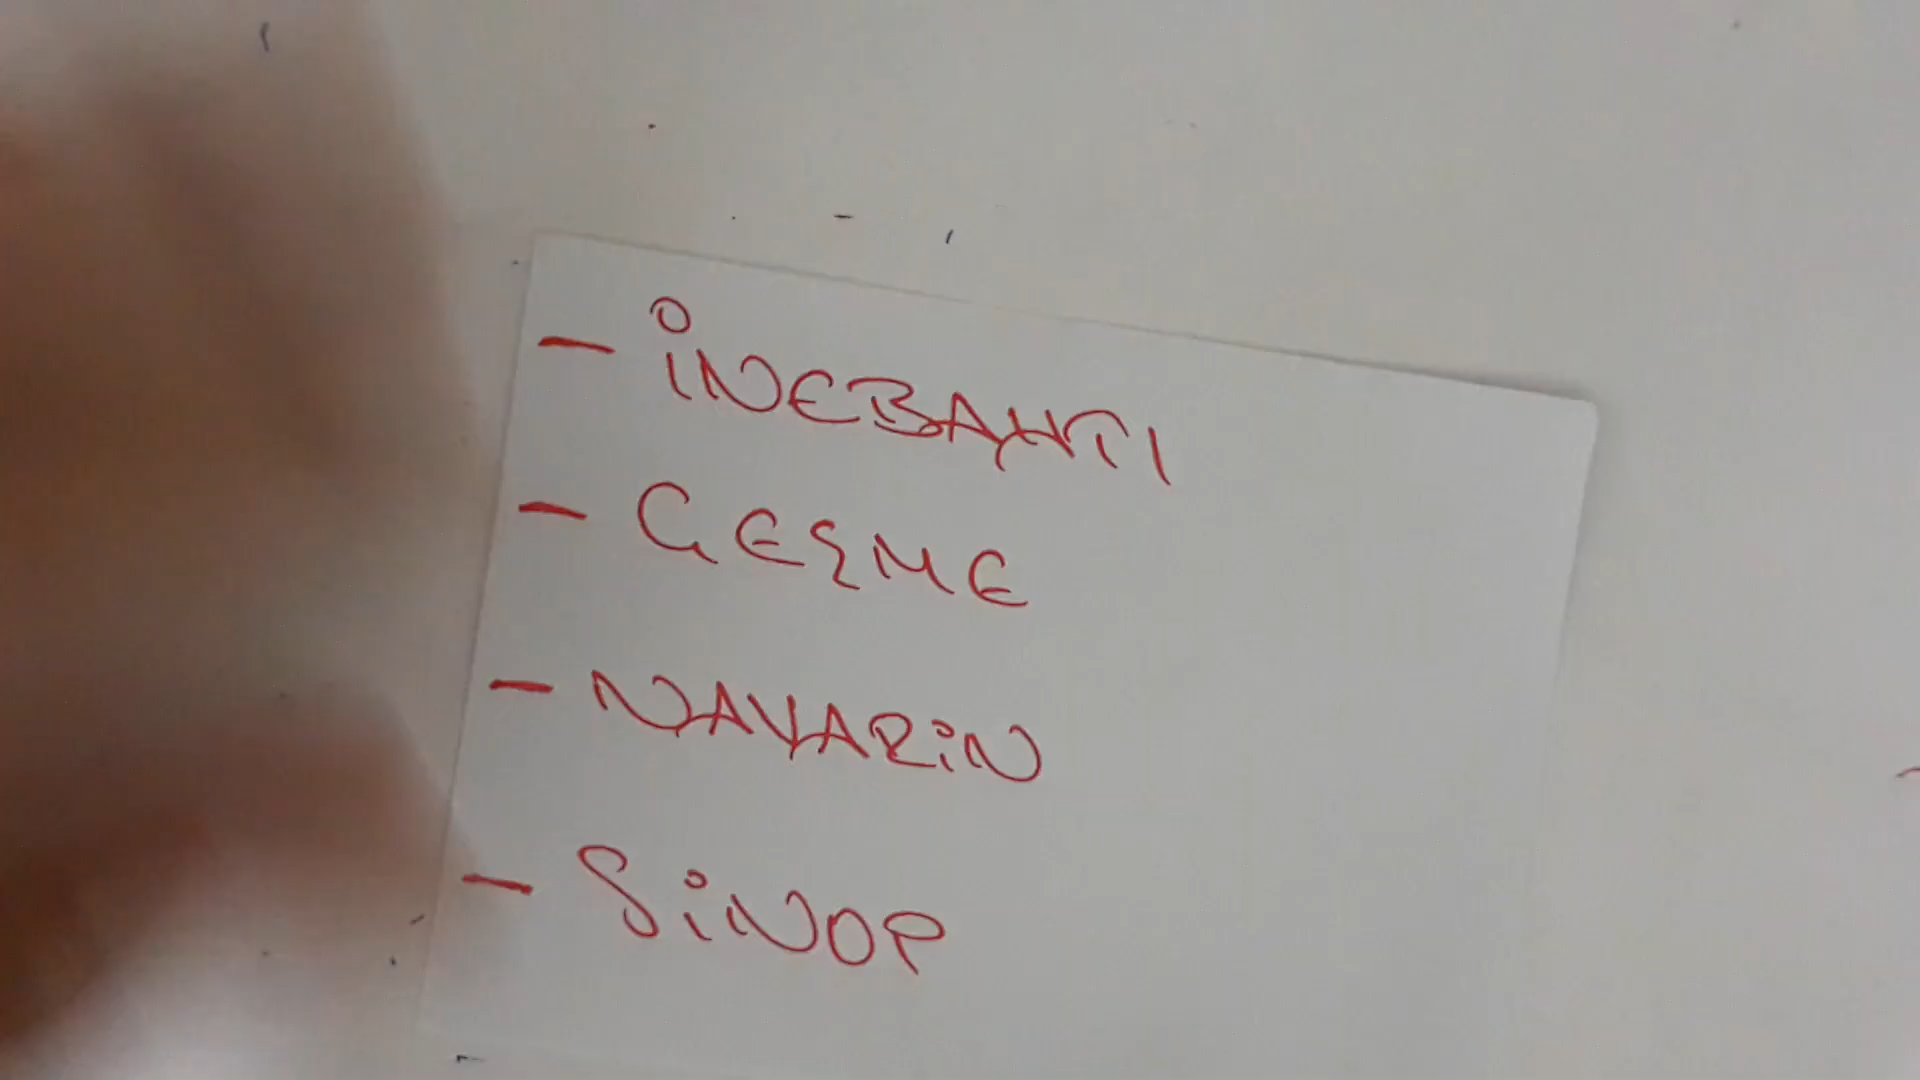 - İNEBAHTI
- ÇEŞME
- NAVARİN
- SİNOP